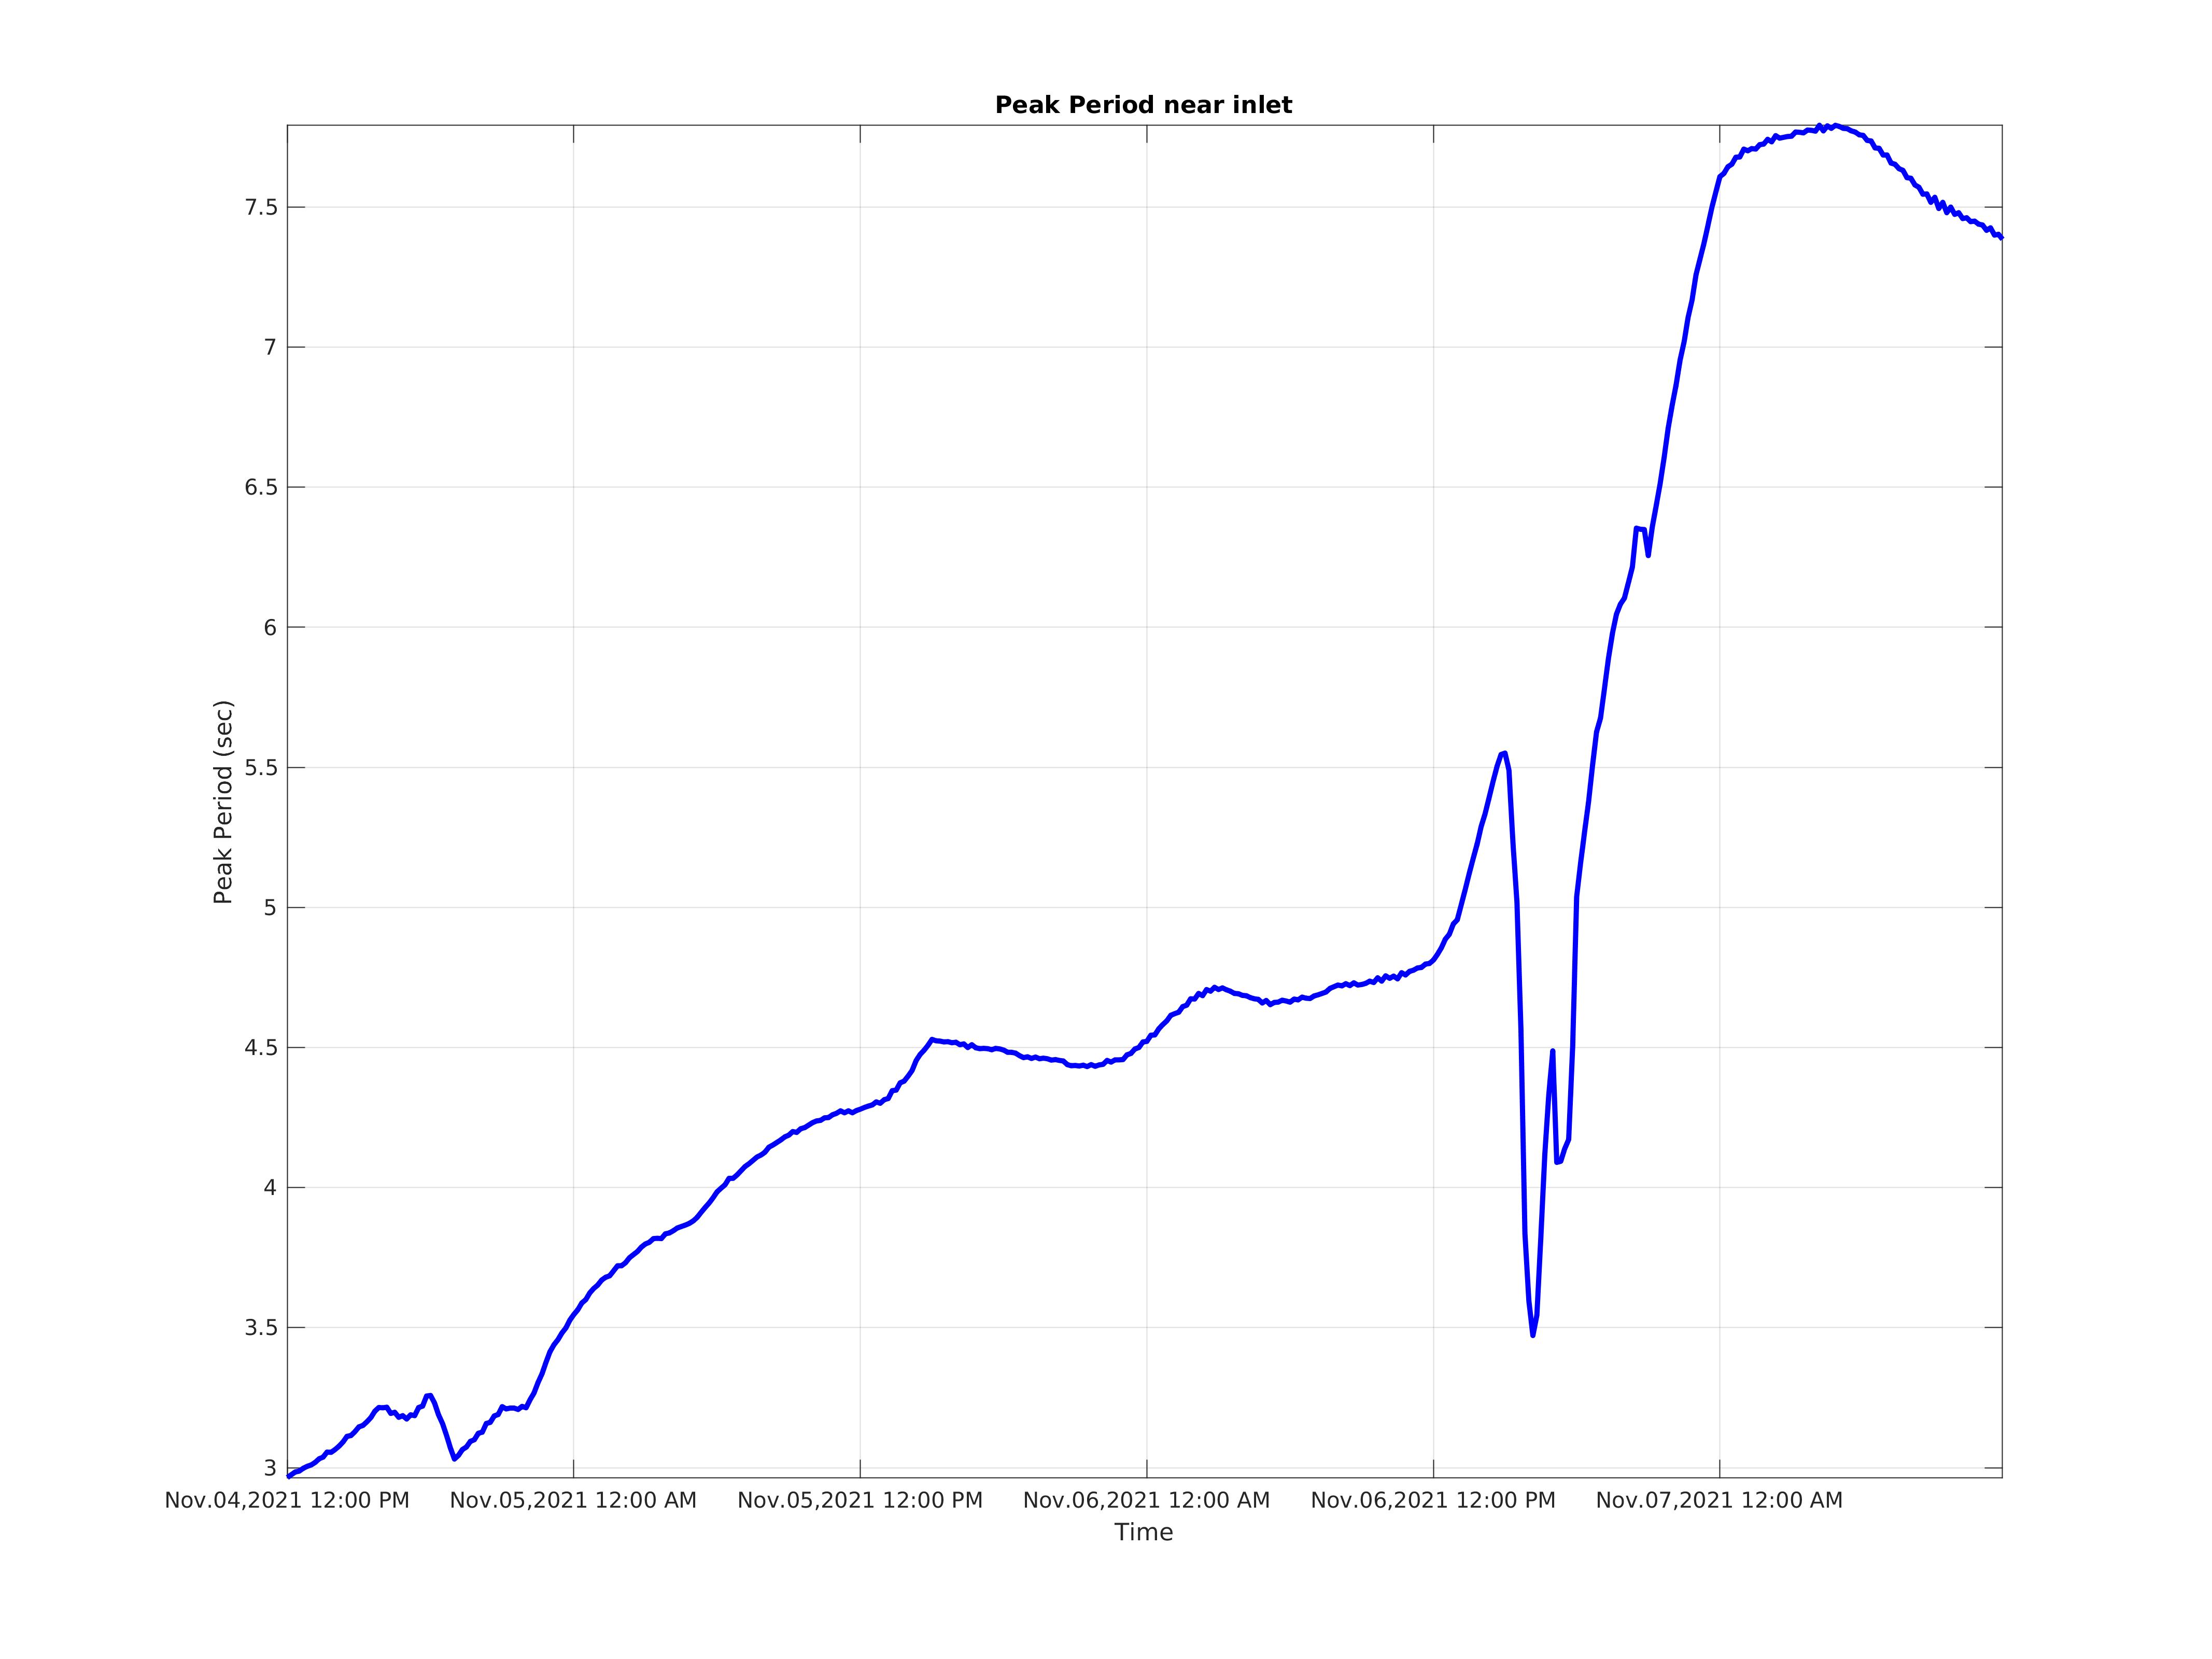 Peak Period near inlet
Peak Period (sec)
7.5
7
6.5
6
5.5
5
4.5
4
3.5
3
Nov.04,2021 12:00 PM Nov.05,2021 12:00 AM Nov.05,2021 12:00 PM Nov.06,2021 12:00 AM Nov.06,2021 12:00 PM Nov.07,2021 12:00 AM
Time